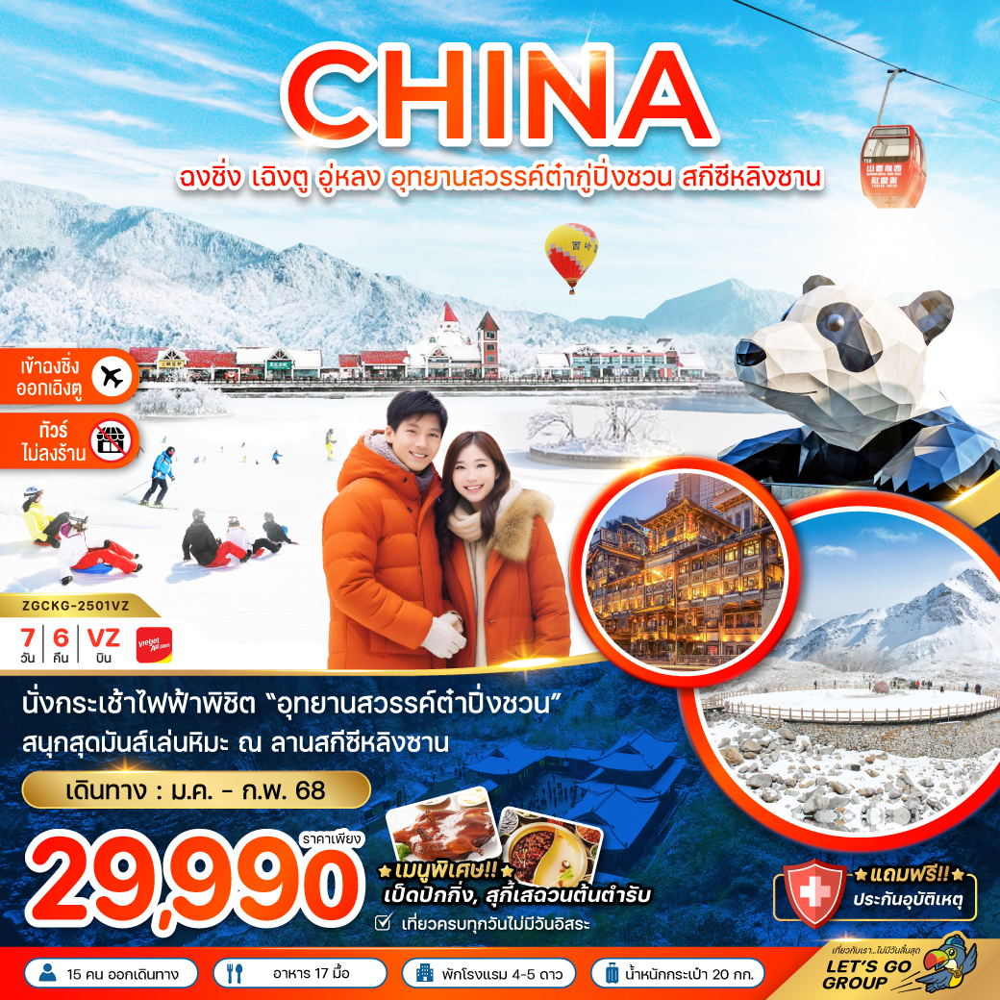 CHINA
ฉงชิ่ง เฉิงตู อู่หลง อุทยานสวรรค์ต๋ากู่ปิ่งชวน สกีซีหลิงซาน
เข้าฉงชิ่ง
ออกเฉิงตู
ทัวร์
ไม่ลงร้าน
ZGCKG-2501VZ
7 6 VZ
วัน คืน บิน
vietjet Air.com
นั่งกระเช้าไฟฟ้าพิชิต “อุทยานสวรรค์ต๋าปิ่งชวน”
สนุกสุดมันส์เล่นหิมะ ณ ลานสกีซีหลิงซาน
เดินทาง : ม.ค. - ก.พ. 68
ราคาเพียง
29,990
เมนูพิเศษ!!
เป็ดปักกิ่ง, สุกี้เสฉวนต้นตำรับ
เที่ยวครบทุกวันไม่มีวันอิสระ
แถมฟรี!!
ประกันอุบัติเหตุ
15 คน ออกเดินทาง
อาหาร 17 มื้อ
พักโรงแรม 4-5 ดาว
น้ำหนักกระเป๋า 20 กก.
เที่ยวกับเรา...ไม่มีวันสิ้นสุด
LET'S GO
GROUP